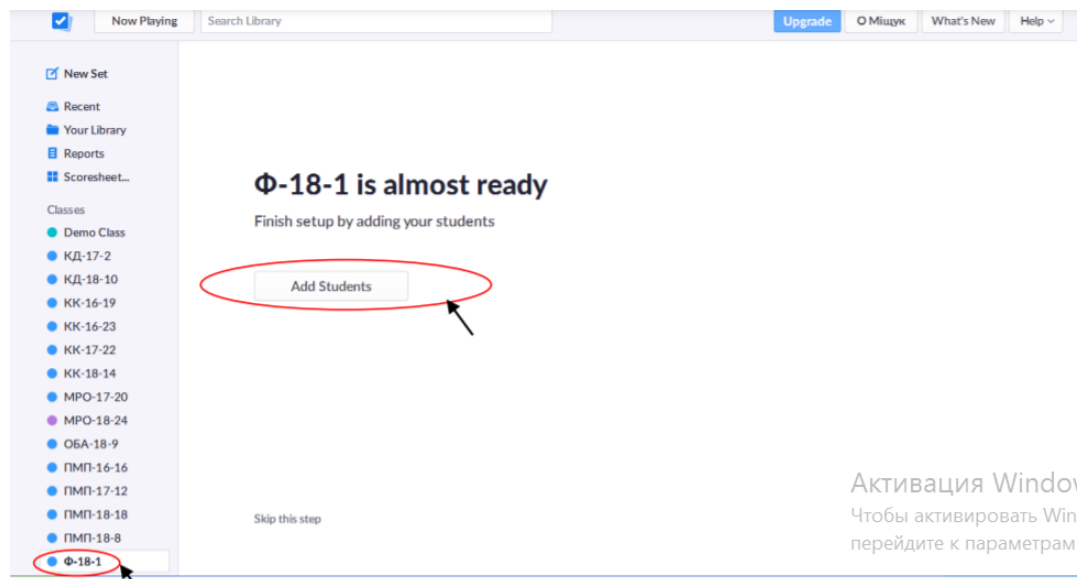 Now Playing
Search Library
Upgrade
О Міщук
What's New
Help
New Set
Recent
Your Library
Reports
Scoresheet...
Classes
Demo Class
КД-17-2
КД-18-10
КК-16-19
КК-16-23
КК-17-22
КК-18-14
МРО-17-20
МРО-18-24
ОБА-18-9
ПМП-16-16
ПМП-17-12
ПМП-18-18
ПМП-18-8
Ф-18-1
Ф-18-1 is almost ready
Finish setup by adding your students
Add Students
Skip this step
Активация Window
Чтобы активировать Win
перейдите к параметрам